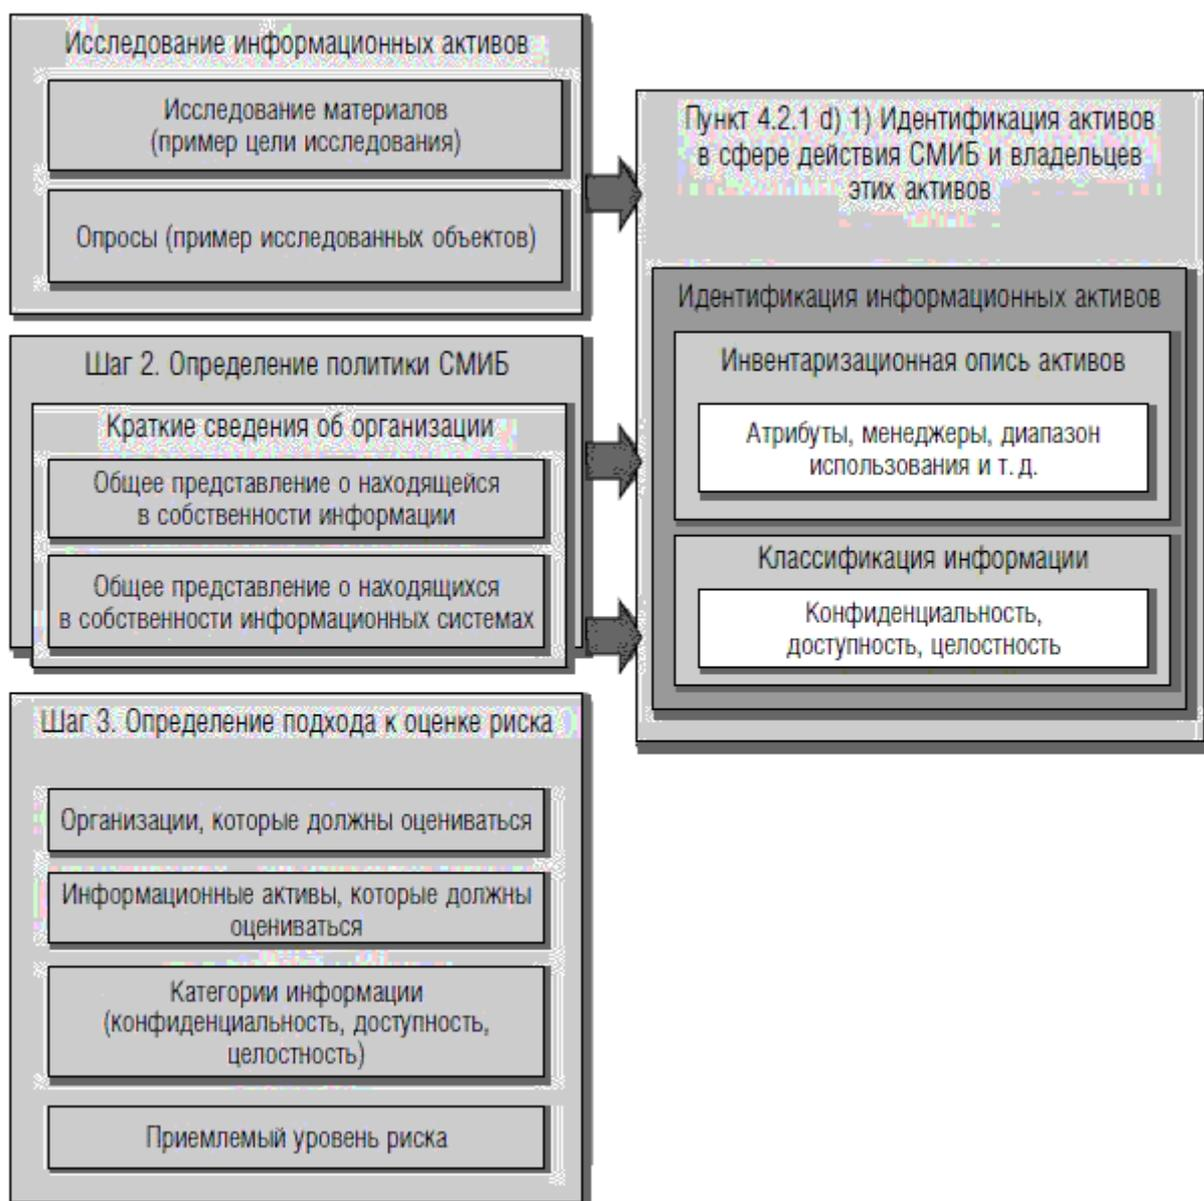 Исследование информационных активов
Исследование материалов
(пример цели исследования)
Опросы (пример исследованных объектов)
Шаг 2. Определение политики СМИБ
Краткие сведения об организации
Общее представление о находящейся
в собственности информации
Общее представление о находящихся
в собственности информационных системах
Шаг 3. Определение подхода к оценке риска
Организации, которые должны оцениваться
Информационные активы, которые должны
оцениваться
Категории информации
(конфиденциальность, доступность,
целостность)
Приемлемый уровень риска
Пункт 4.2.1 d) 1) Идентификация активов
в сфере действия СМИБ и владельцев
этих активов
Идентификация информационных активов
Инвентаризационная опись активов
Атрибуты, менеджеры, диапазон
использования и т. д.
Классификация информации
Конфиденциальность,
доступность, целостность